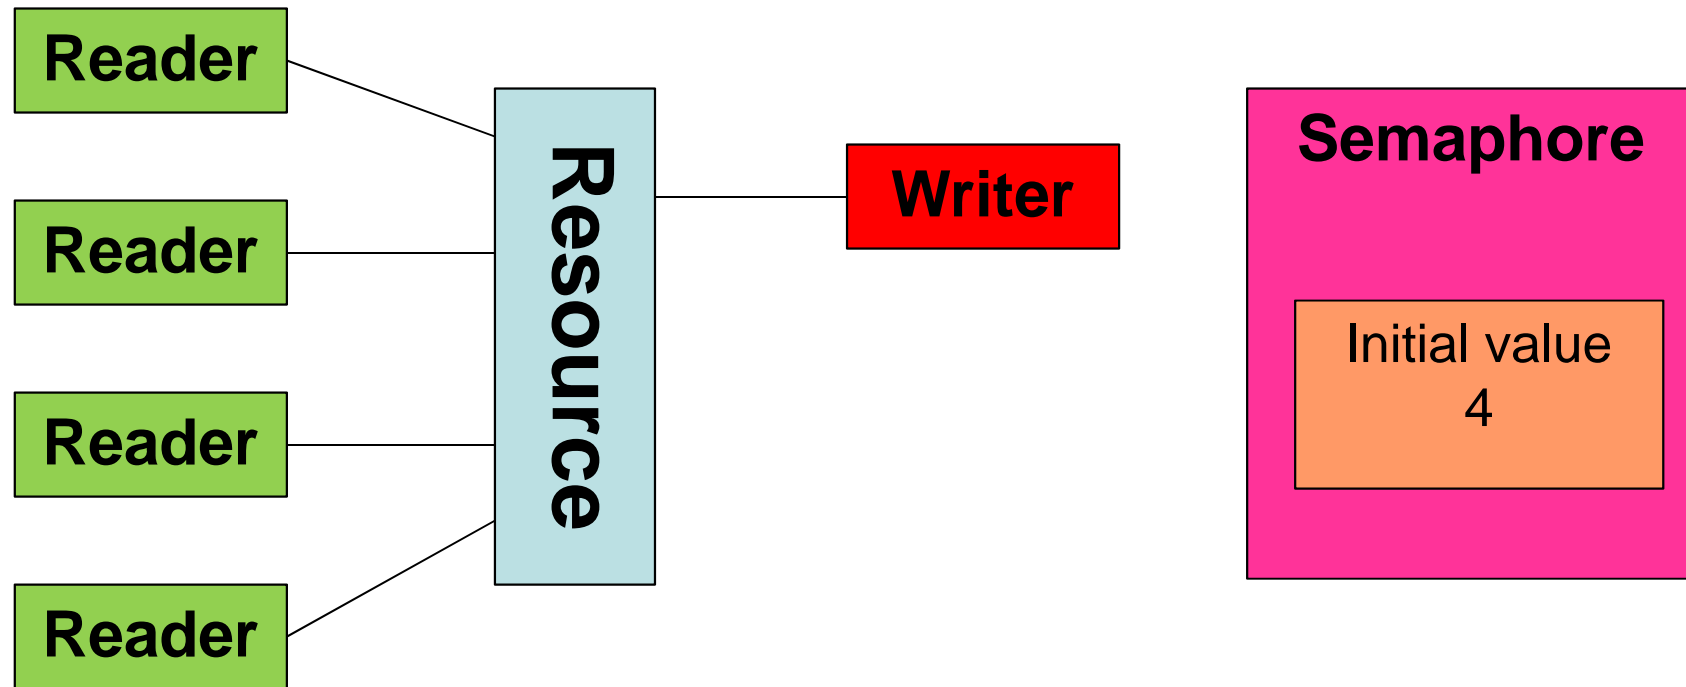 Reader
Reader
Reader
Reader
Resource
Writer
Semaphore
Initial value
4